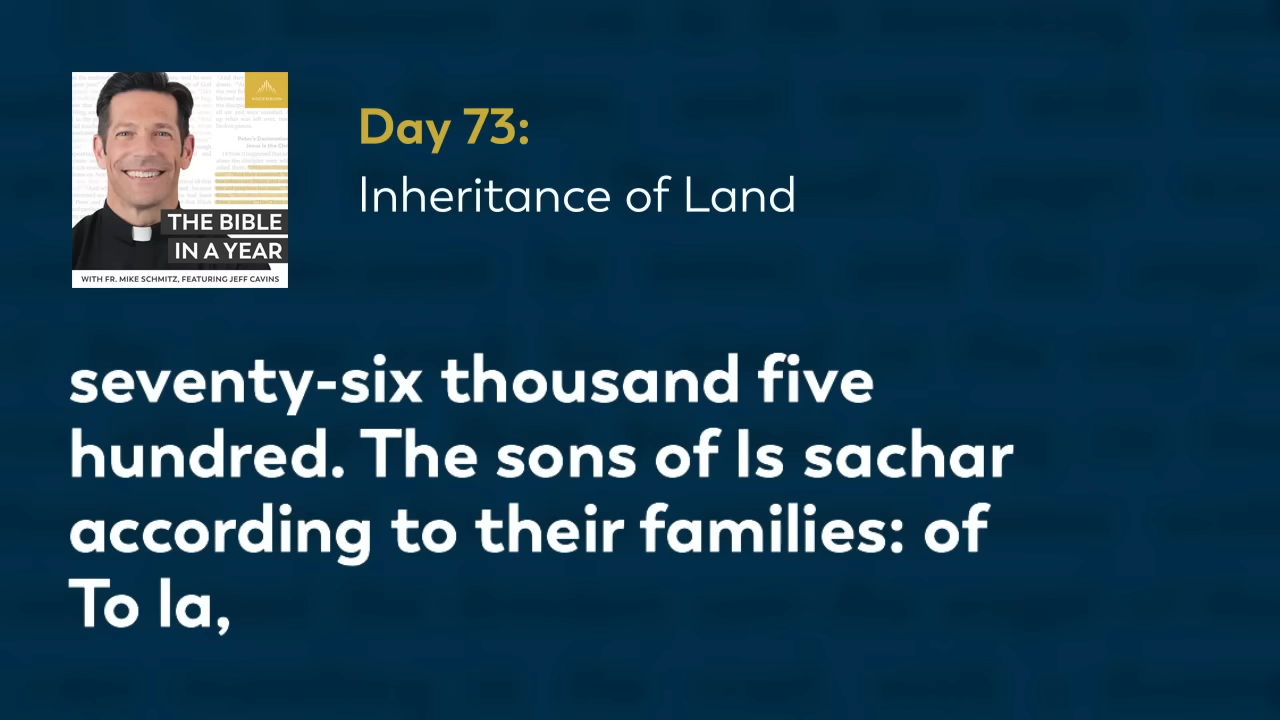 Day 73:
Inheritance of Land
THE BIBLE
IN A YEAR
WITH FR. MIKE SCHMITZ, FEATURING JEFF CAVINS
seventy-six thousand five
hundred. The sons of Is sachar
according to their families: of
To la,